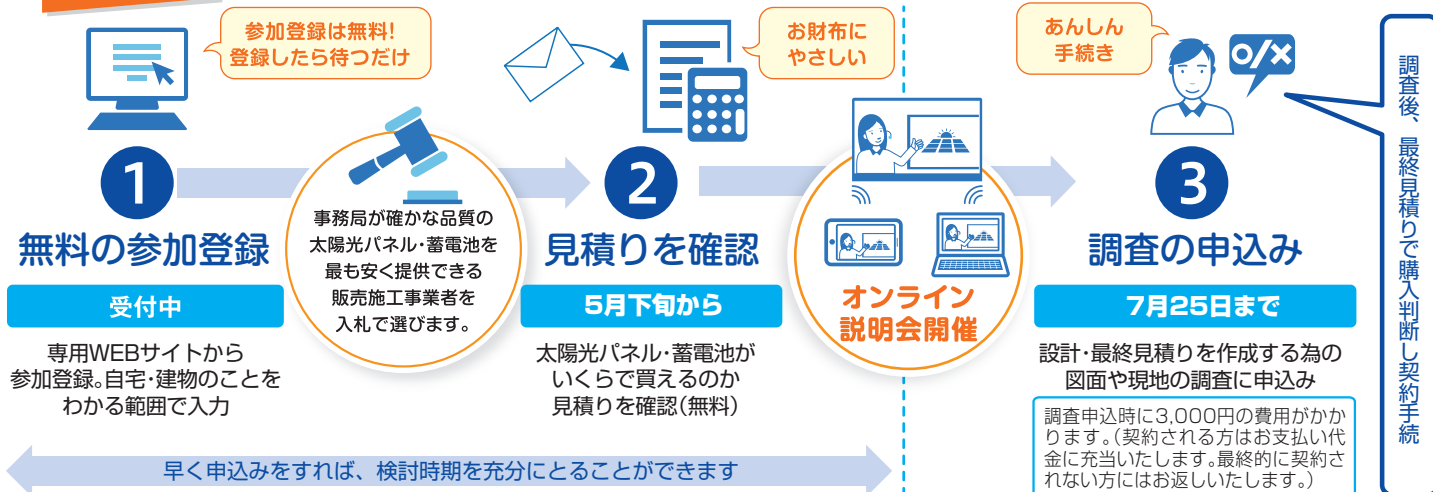 参加登録は無料!
登録したら待つだけ
1
無料の参加登録
受付中
専用WEBサイトから
参加登録。自宅・建物のことを
わかる範囲で入力
事務局が確かな品質の
太陽光パネル・蓄電池を
最も安く提供できる
販売施工事業者を
入札で選びます。
お財布に
やさしい
2
見積りを確認
5月下旬から
太陽光パネル・蓄電池が
いくらで買えるのか
見積りを確認(無料)
オンライン
説明会開催
早く申込みをすれば、検討時期を充分にとることができます
あんしん
手続き
o/×
3
調査の申込み
7月25日まで
設計・最終見積りを作成する為の
図面や現地の調査に申込み
調査申込時に3,000円の費用がかか
ります。(契約される方はお支払い代
金に充当いたします。最終的に契約さ
れない方にはお返しいたします。)
調査後、最終見積りで購入判断し契約手続